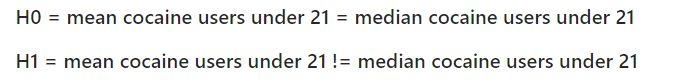 H0 = mean cocaine users under 21 = median cocaine users under 21
H1 = mean cocaine users under 21 != median cocaine users under 21